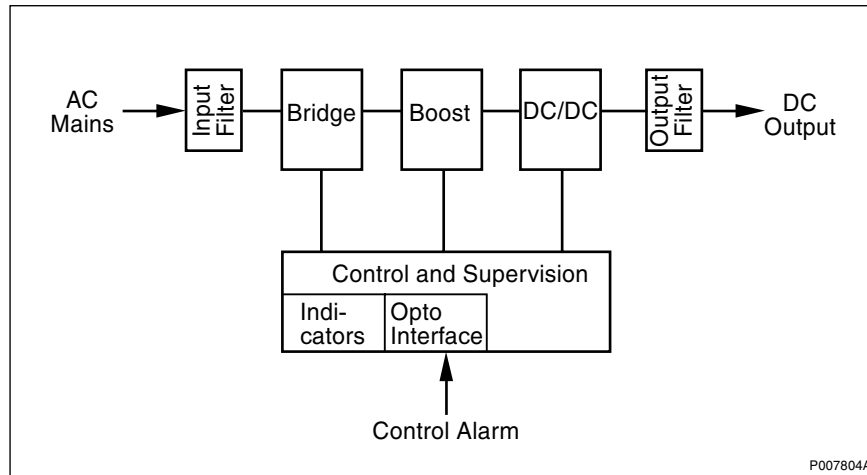 AC
Mains
Input
Filter
Bridge
Boost
DC/DC
Output
Filter
DC
Output
Control and Supervision
Indi-
cators
Opto
Interface
Control Alarm
P007804A